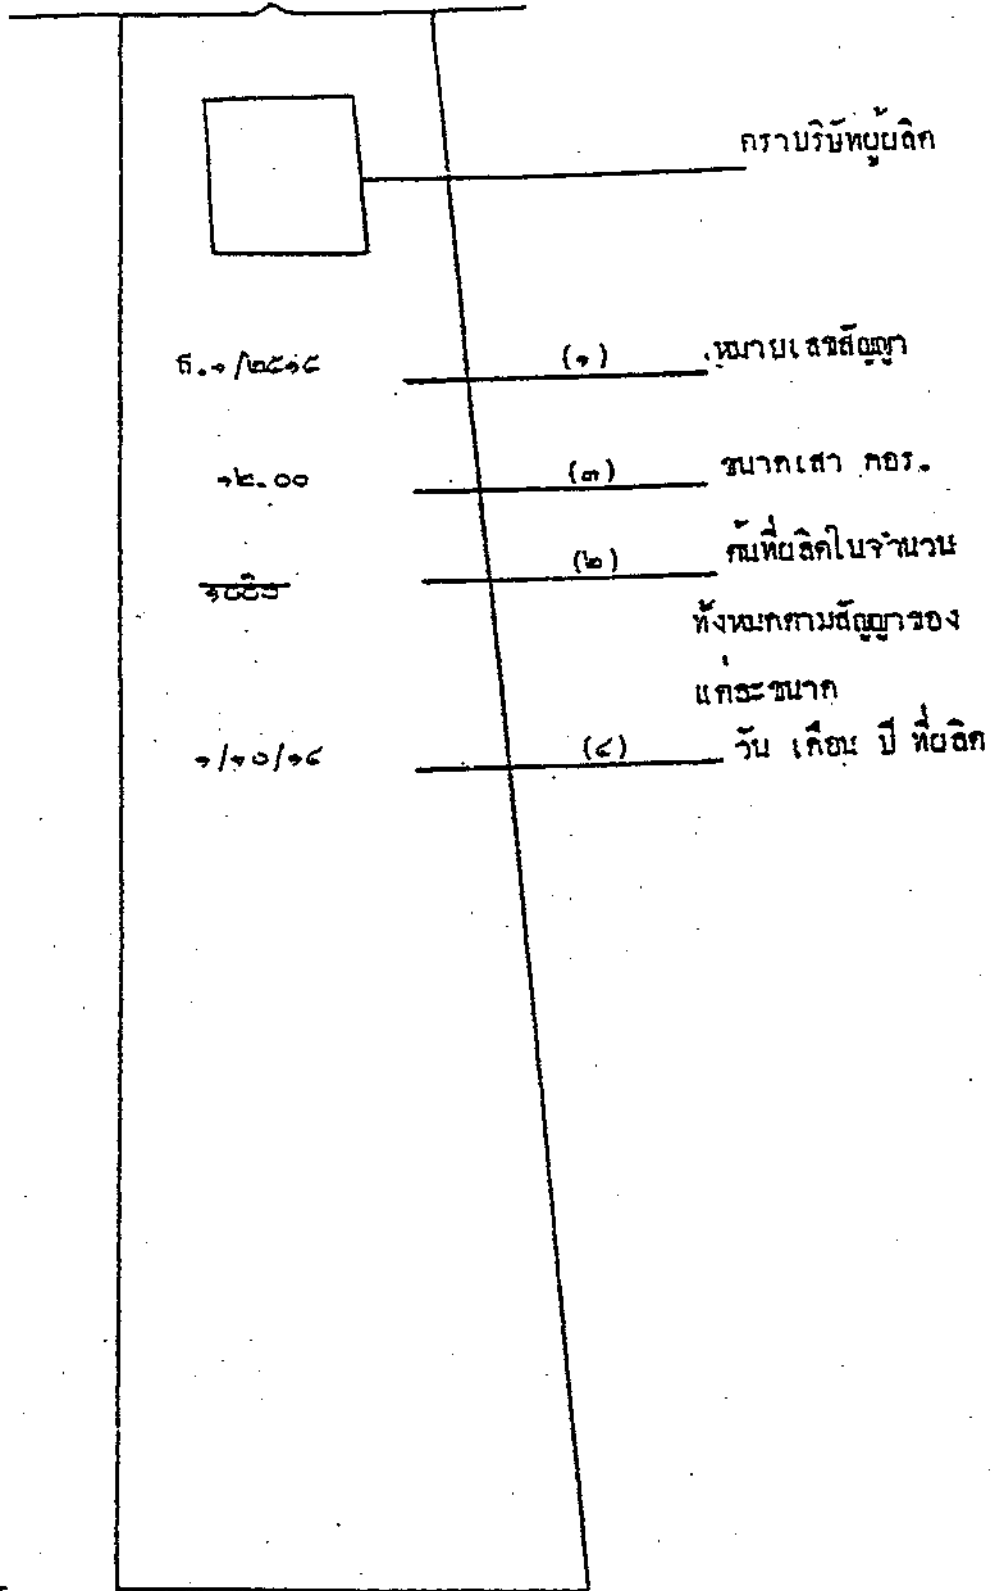 ตราบริษัทผู้ผลิต
(๑) หมายเลขสัญญา
๑๒.๐๐ (๓) ขนาดเสา คอร.
(๒) ต้นที่ผลิตในจำนวน
ทั้งหมดตามสัญญาของ
แต่ละขนาด
๑/๑๐/๑๔ (๔) วัน เดือน ปี ที่ผลิต